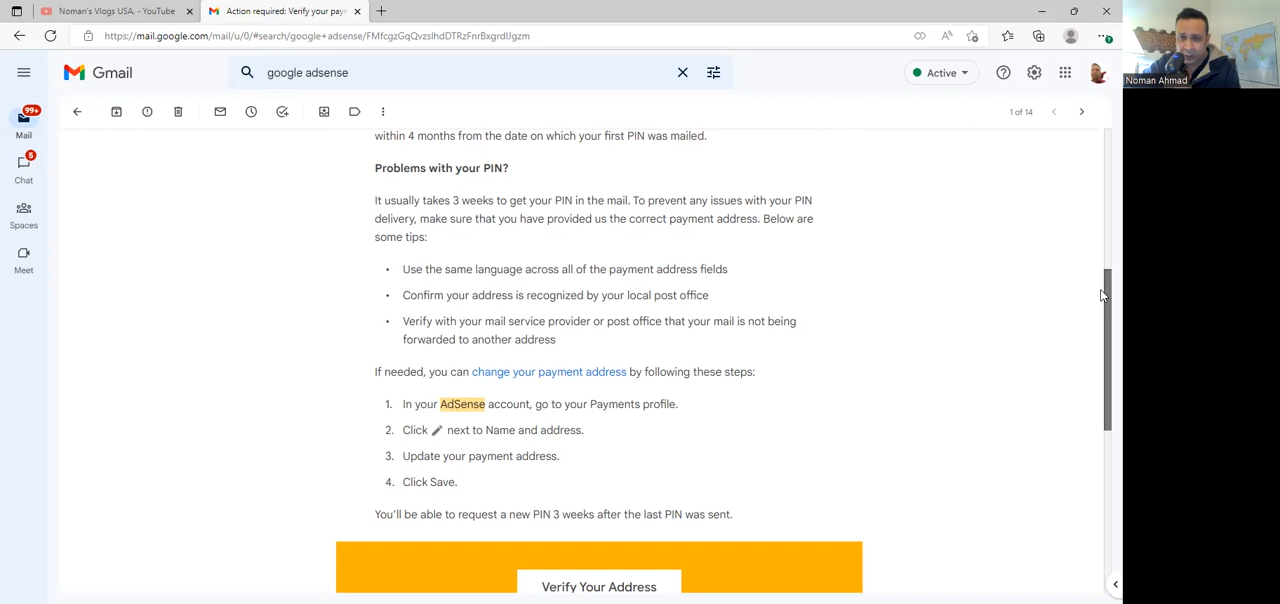 Noman's Vlogs USA. - YouTube
Action required: Verify your payr
https://mail.google.com/mail/u/0/#search/google+adsense/FMfcgzGqQvzslhdDTRzFnrBxgrdlJgzm
Gmail
google adsense
Active
Noman Ahmad
99+
Mail
5
Chat
Spaces
Meet
1 of 14
within 4 months from the date on which your first PIN was mailed.
Problems with your PIN?
It usually takes 3 weeks to get your PIN in the mail. To prevent any issues with your PIN
delivery, make sure that you have provided us the correct payment address. Below are
some tips:
• Use the same language across all of the payment address fields
• Confirm your address is recognized by your local post office
• Verify with your mail service provider or post office that your mail is not being
forwarded to another address
If needed, you can change your payment address by following these steps:
1. In your AdSense account, go to your Payments profile.
2. Click next to Name and address.
3. Update your payment address.
4. Click Save.
You'll be able to request a new PIN 3 weeks after the last PIN was sent.
Verify Your Address